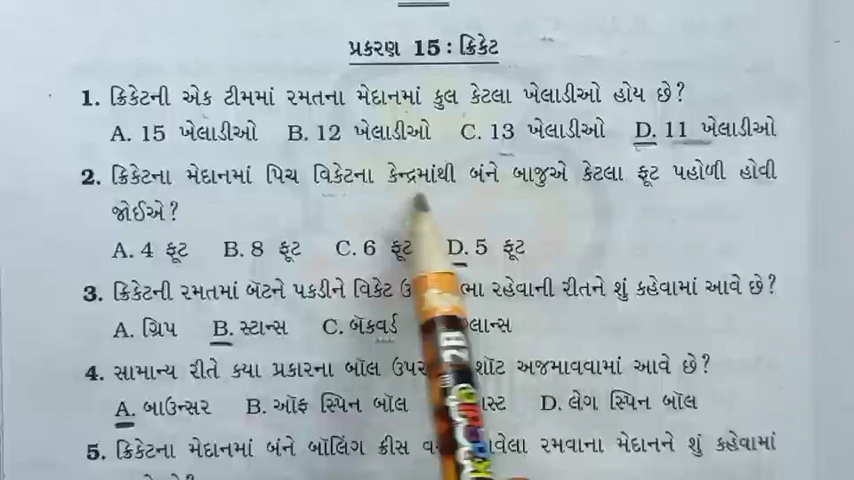 પ્રકરણ 15 : ક્રિકેટ
1. ક્રિકેટની એક ટીમમાં રમતના મેદાનમાં કુલ કેટલા ખેલાડીઓ હોય છે?
A. 15 ખેલાડીઓ B. 12 ખેલાડીઓ C. 13 ખેલાડીઓ D. 11 ખેલાડીઓ
2. ક્રિકેટના મેદાનમાં પિચ વિકેટના કેન્દ્રમાંથી બંને બાજુએ કેટલા ફૂટ પહોળી હોવી
જોઈએ?
A. 4 ફૂટ B. 8 ફૂટ C. 6 ફૂટ D. 5 ફૂટ
3. ક્રિકેટની રમતમાં બૅટને પકડીને વિકેટ રહેવાની રીતને શું કહેવામાં આવે છે?
A. ગ્રિપ B. સ્ટાન્સ C. બૅકવર્ડ
4. સામાન્ય રીતે કયા પ્રકારના બૉલ ઉપર શૉટ અજમાવવામાં આવે છે?
A. બાઉન્સર B. ઑફ સ્પિન બૉલ D. લેગ સ્પિન બૉલ
5. ક્રિકેટના મેદાનમાં બંને બૉલિંગ ક્રીસ રમવાના મેદાનને શું કહેવામાં